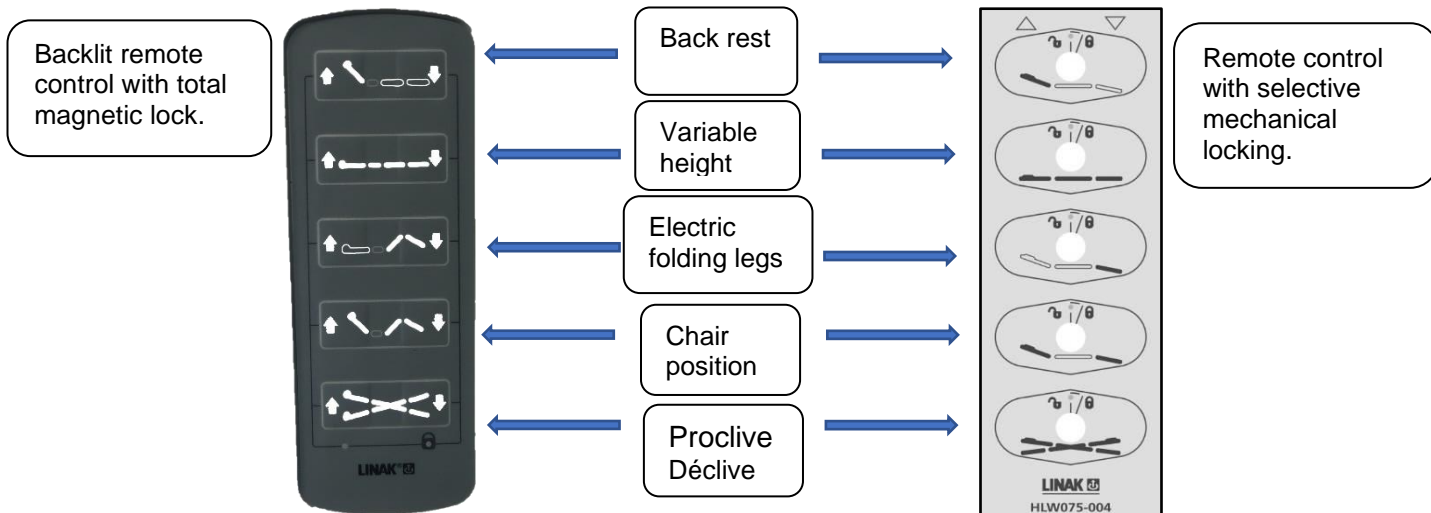 Backlit remote
control with total
magnetic lock.
Back rest
Variable
height
Electric
folding legs
Chair
position
Proclive
Déclive
Remote control
with selective
mechanical
locking.
LINAK
LINAK
HLW075-004